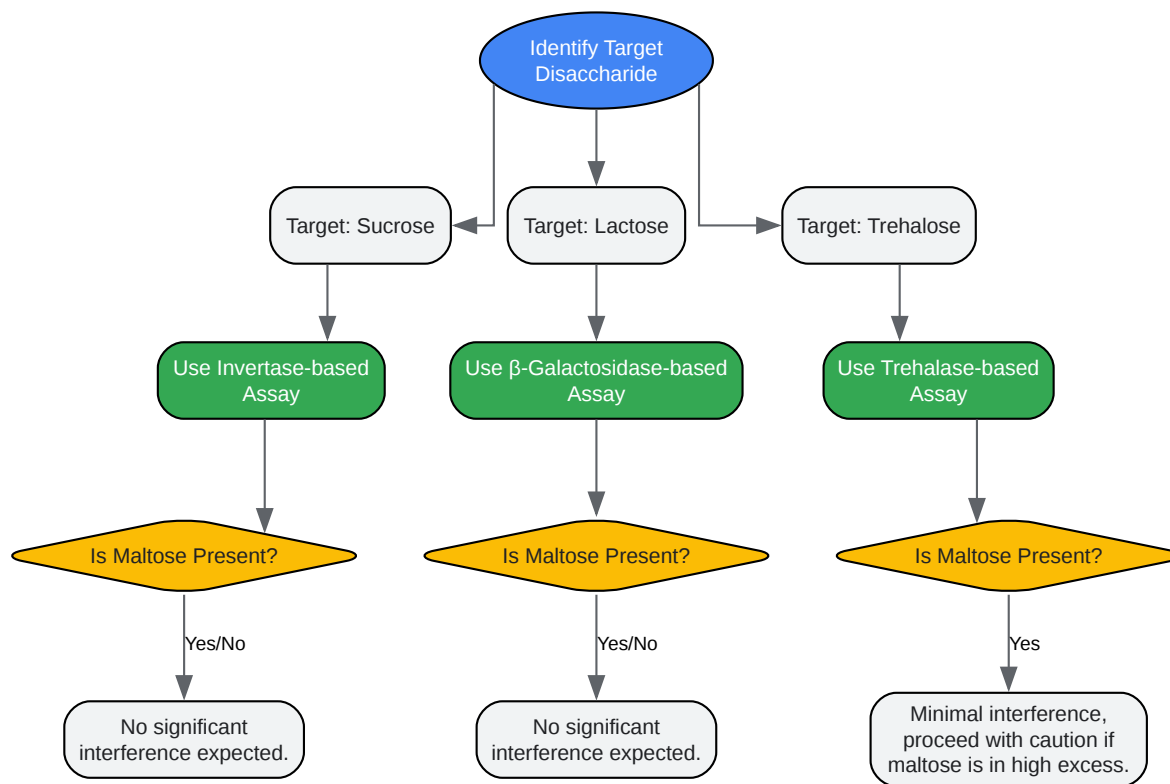 Identify Target
Disaccharide
Target: Sucrose
Target: Lactose
Target: Trehalose
Use Invertase-based
Assay
Use β-Galactosidase-based
Assay
Use Trehalase-based
Assay
Is Maltose Present?
Is Maltose Present?
Is Maltose Present?
Yes/No
Yes/No
Yes
No significant
interference expected.
No significant
interference expected.
Minimal interference,
proceed with caution if
maltose is in high excess.